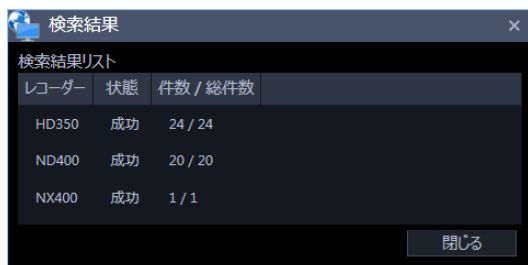 検索結果
検索結果リスト
レコーダー 状態 件数 / 総件数
HD350 成功 24 / 24
ND400 成功 20 / 20
NX400 成功 1 / 1
閉じる